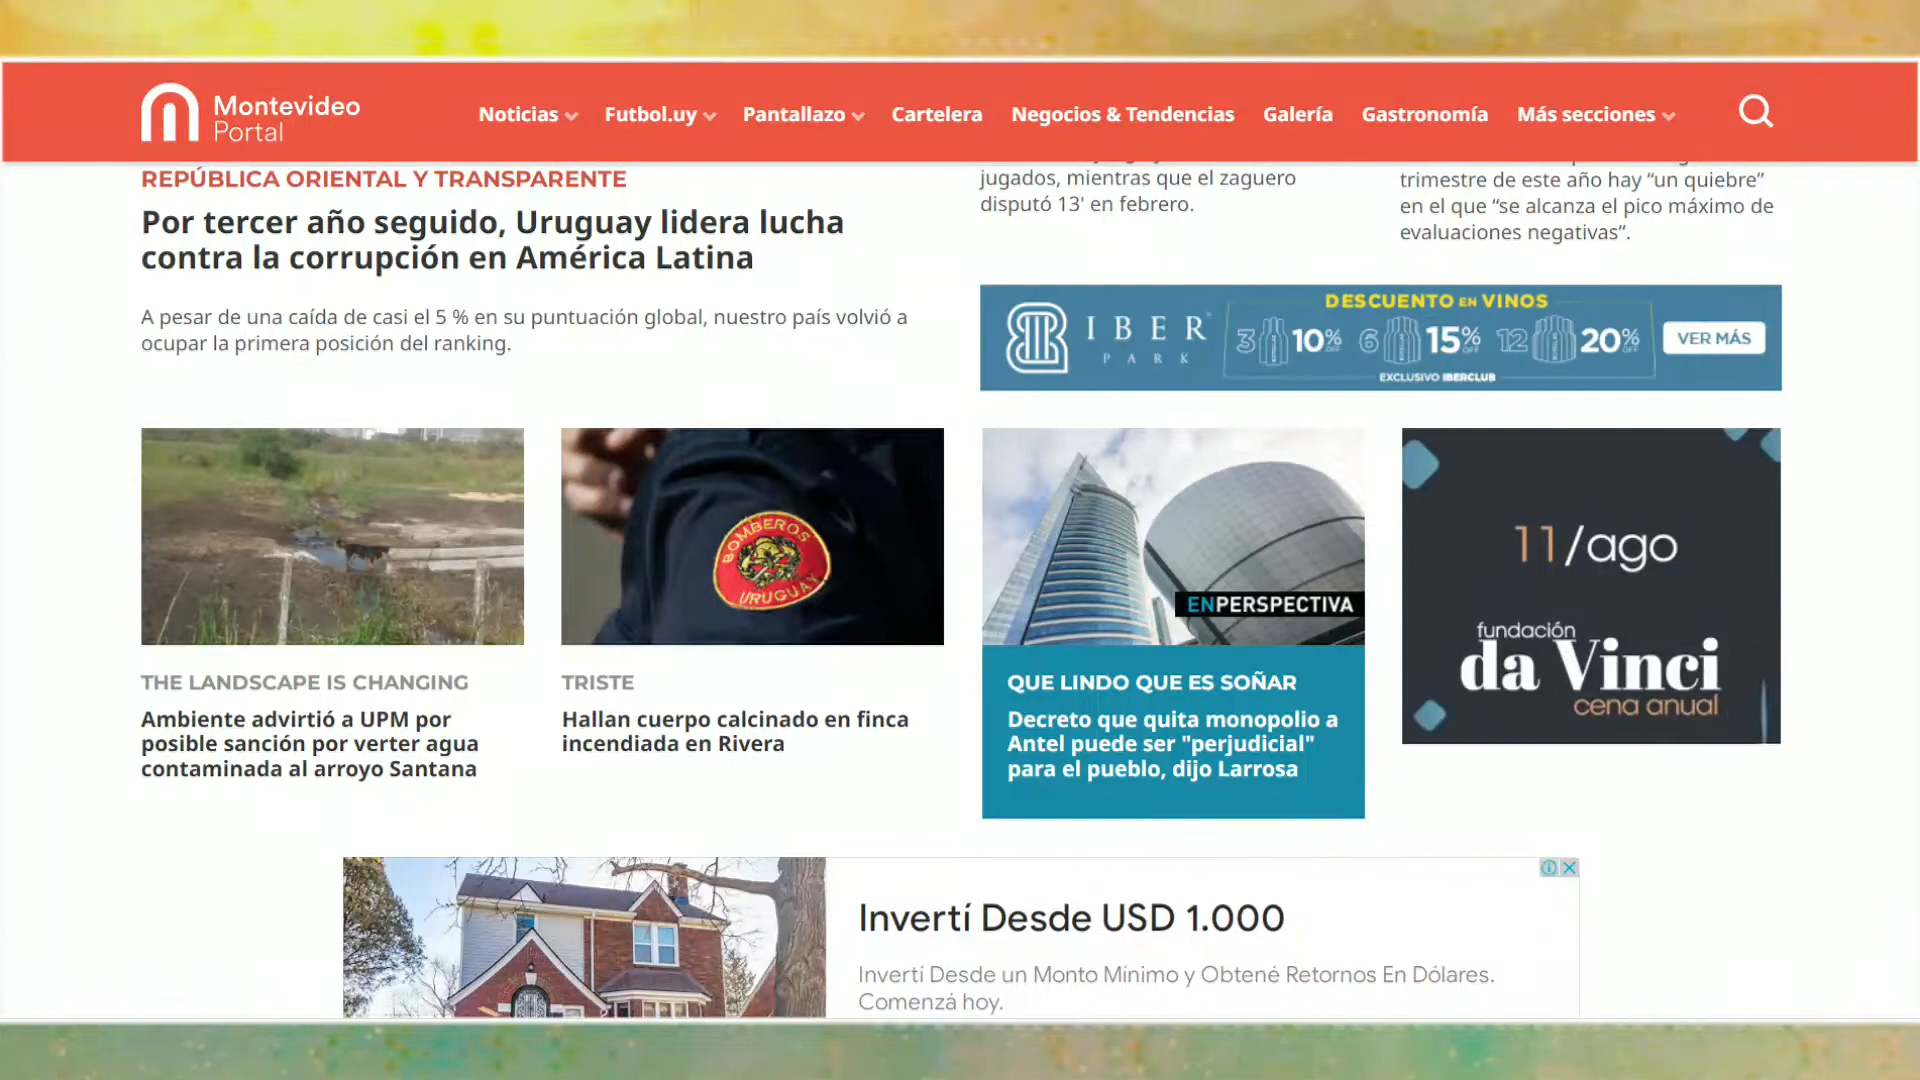 Montevideo
Portal
Noticias
Futbol.uy
Pantallazo
Cartelera
Negocios & Tendencias
Galería
Gastronomía
Más secciones
REPÚBLICA ORIENTAL Y TRANSPARENTE
Por tercer año seguido, Uruguay lidera lucha
contra la corrupción en América Latina
A pesar de una caída de casi el 5 % en su puntuación global, nuestro país volvió a
ocupar la primera posición del ranking.
jugados, mientras que el zaguero
disputó 13' en febrero.
trimestre de este año hay “un quiebre”
en el que “se alcanza el pico máximo de
evaluaciones negativas”.
IBER
PARK
DESCUENTO EN VINOS
3 10% OFF 6 15% OFF 12 20% OFF
EXCLUSIVO IBERCLUB
VER MÁS
BOMBEROS
URUGUAY
ENPERSPECTIVA
11/ago
fundación
da Vinci
cena anual
THE LANDSCAPE IS CHANGING
Ambiente advirtió a UPM por
posible sanción por verter agua
contaminada al arroyo Santana
TRISTE
Hallan cuerpo calcinado en finca
incendiada en Rivera
QUE LINDO QUE ES SOÑAR
Decreto que quita monopolio a
Antel puede ser "perjudicial"
para el pueblo, dijo Larrosa
Invertí Desde USD 1.000
Invertí Desde un Monto Mínimo y Obtené Retornos En Dólares.
Comenzá hoy.